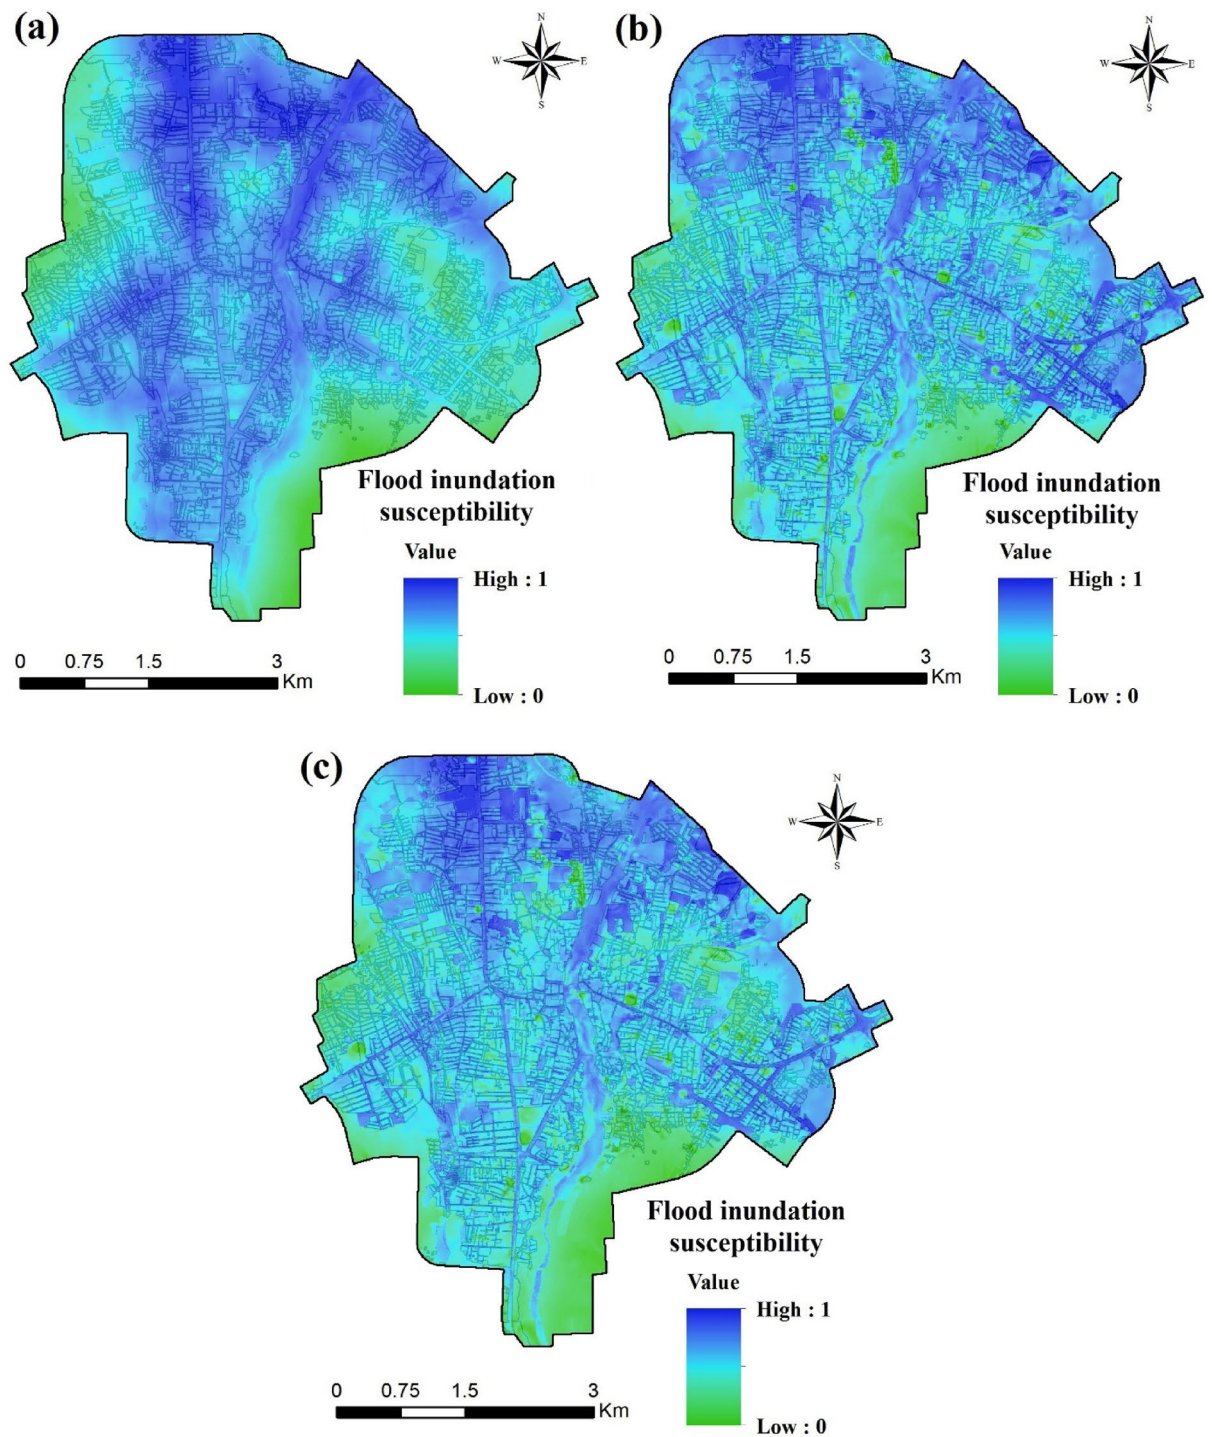 (a)
N
W
E
S
Flood inundation
susceptibility
Value
High : 1
Low : 0
0 0.75 1.5 3
Km
(b)
N
W
E
S
Flood inundation
susceptibility
Value
High : 1
Low : 0
0 0.75 1.5 3
Km
(c)
N
W
E
S
Flood inundation
susceptibility
Value
High : 1
Low : 0
0 0.75 1.5 3
Km